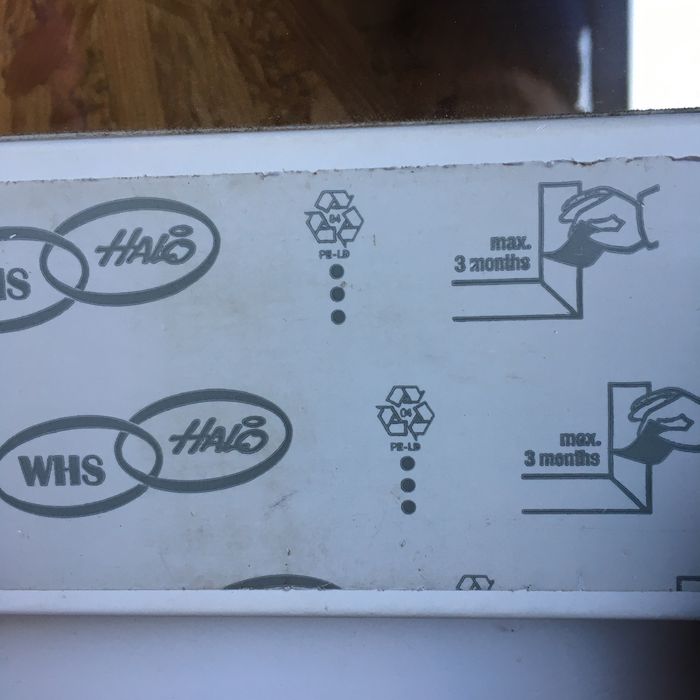 HALO
04
PE-LD
max.
3 months
WHS
HALO
04
PE-LD
max.
3 months